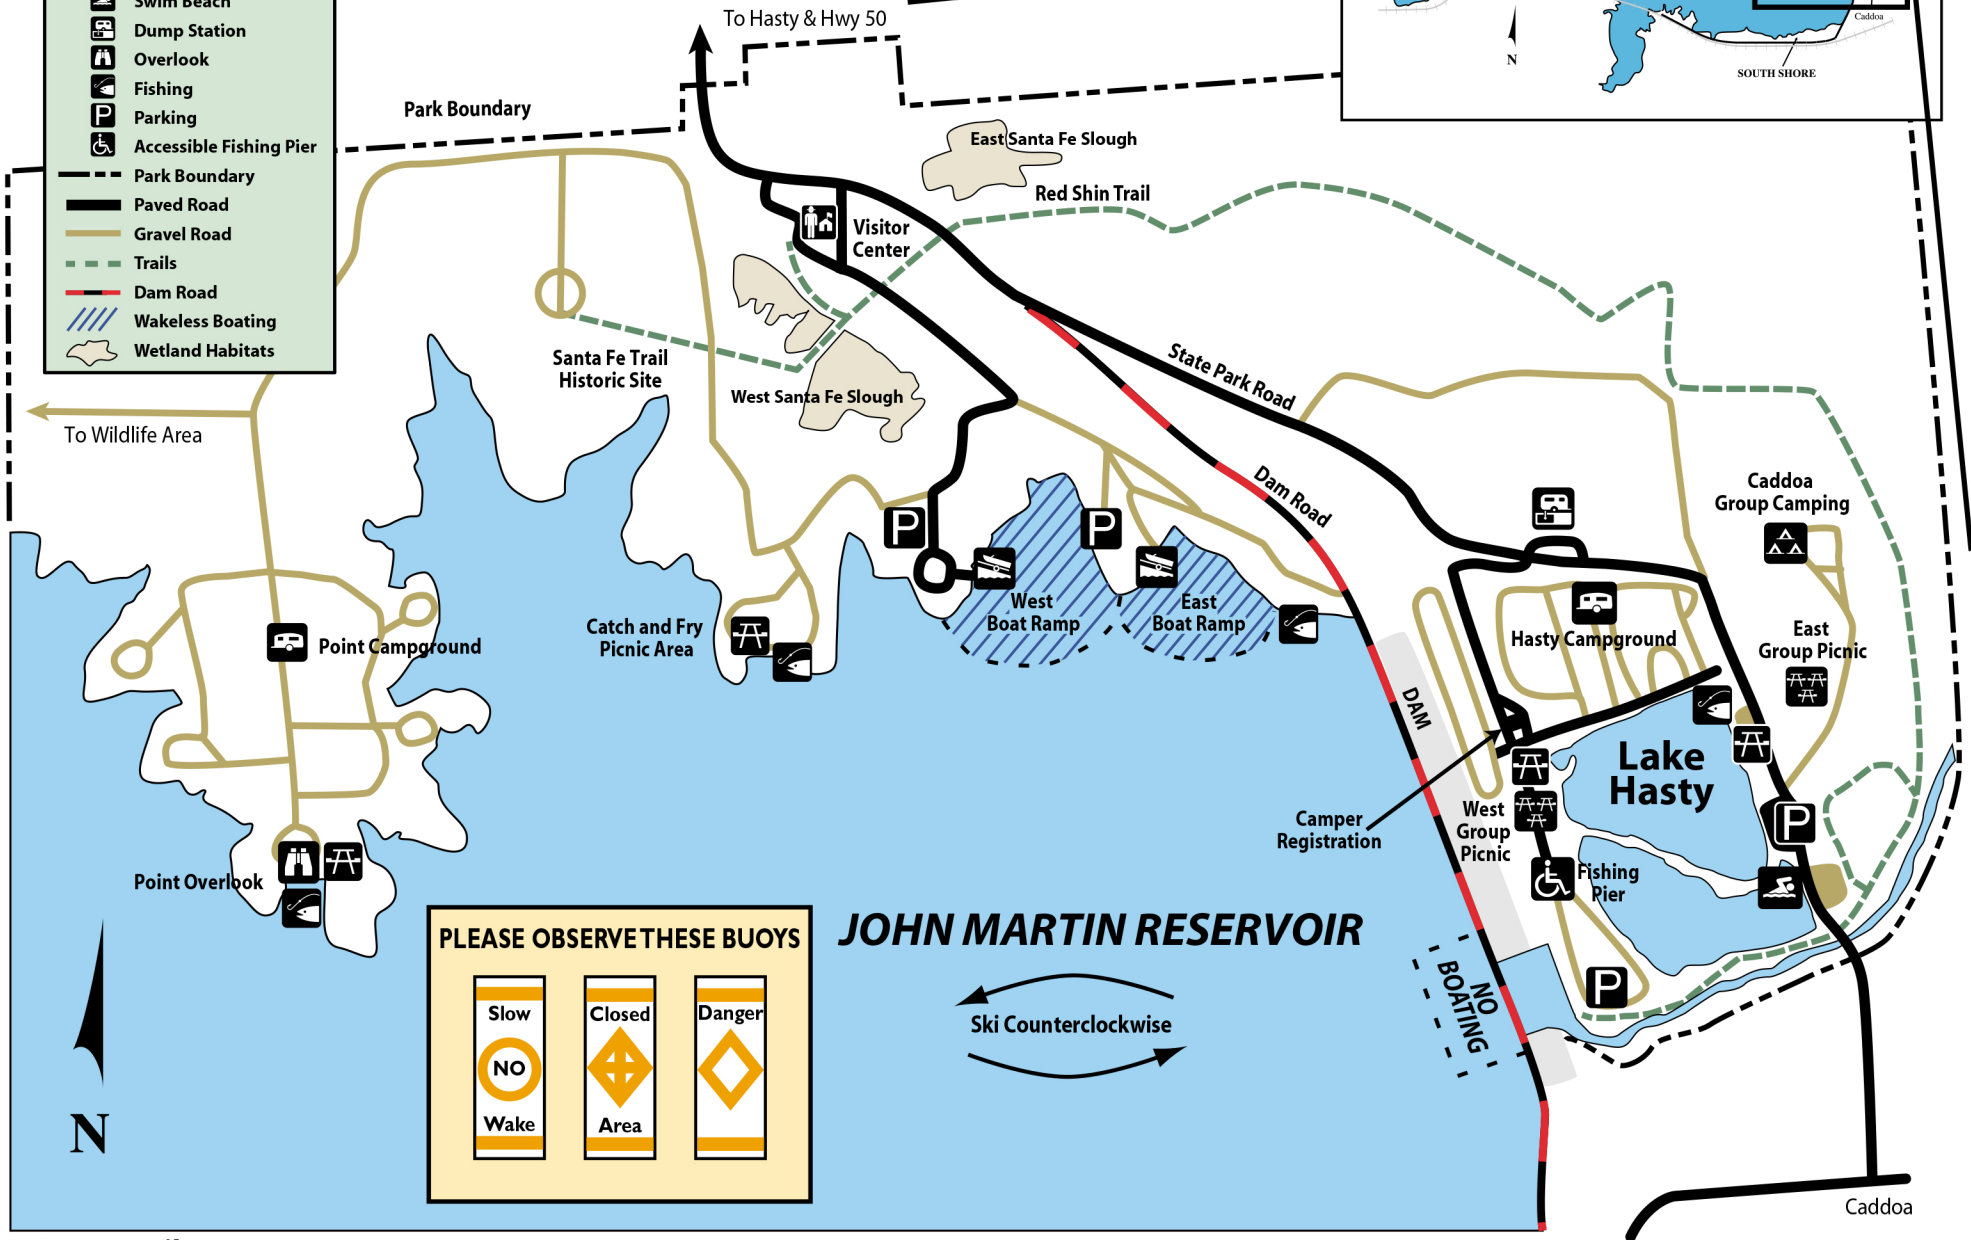 Swim Beach
Dump Station
Overlook
Fishing
P
Parking
Accessible Fishing Pier
Park Boundary
Paved Road
Gravel Road
Trails
Dam Road
Wakeless Boating
Wetland Habitats
To Hasty & Hwy 50
Caddoa
N
SOUTH SHORE
Park Boundary
East Santa Fe Slough
Red Shin Trail
Visitor
Center
Santa Fe Trail
Historic Site
West Santa Fe Slough
State Park Road
Dam Road
To Wildlife Area
Caddoa
Group Camping
P
P
West
Boat Ramp
East
Boat Ramp
Catch and Fry
Picnic Area
Point Campground
Hasty Campground
East
Group Picnic
DAM
Lake
Hasty
Camper
Registration
West
Group
Picnic
P
Fishing
Pier
Point Overlook
P
JOHN MARTIN RESERVOIR
Ski Counterclockwise
NO
BOATING
PLEASE OBSERVE THESE BUOYS
Slow
NO
Wake
Closed
Area
Danger
N
Caddoa